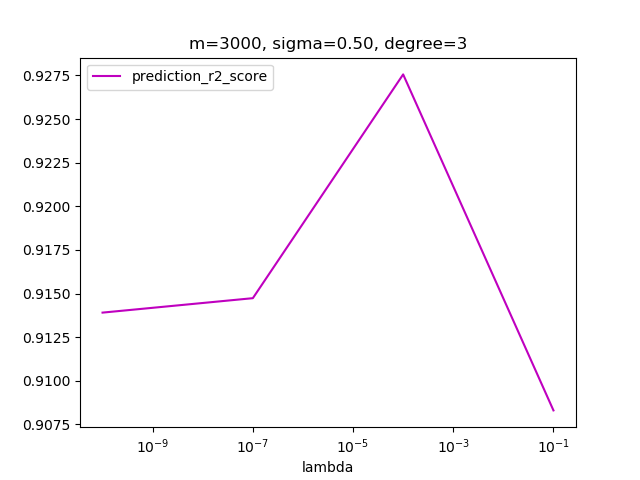 m=3000, sigma=0.50, degree=3
prediction_r2_score
0.9275
0.9250
0.9225
0.9200
0.9175
0.9150
0.9125
0.9100
0.9075
10⁻⁹ 10⁻⁷ 10⁻⁵ 10⁻³ 10⁻¹
lambda